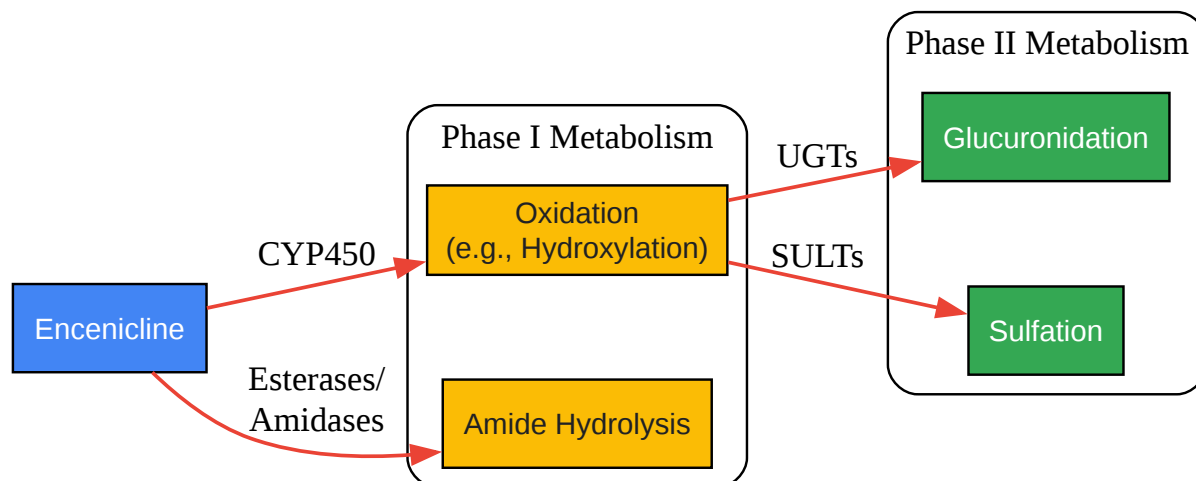 Phase II Metabolism
Glucuronidation
Phase I Metabolism
UGTs
Oxidation
(e.g., Hydroxylation)
CYP450
SULTs
Encenicline
Sulfation
Esterases/
Amidases
Amide Hydrolysis